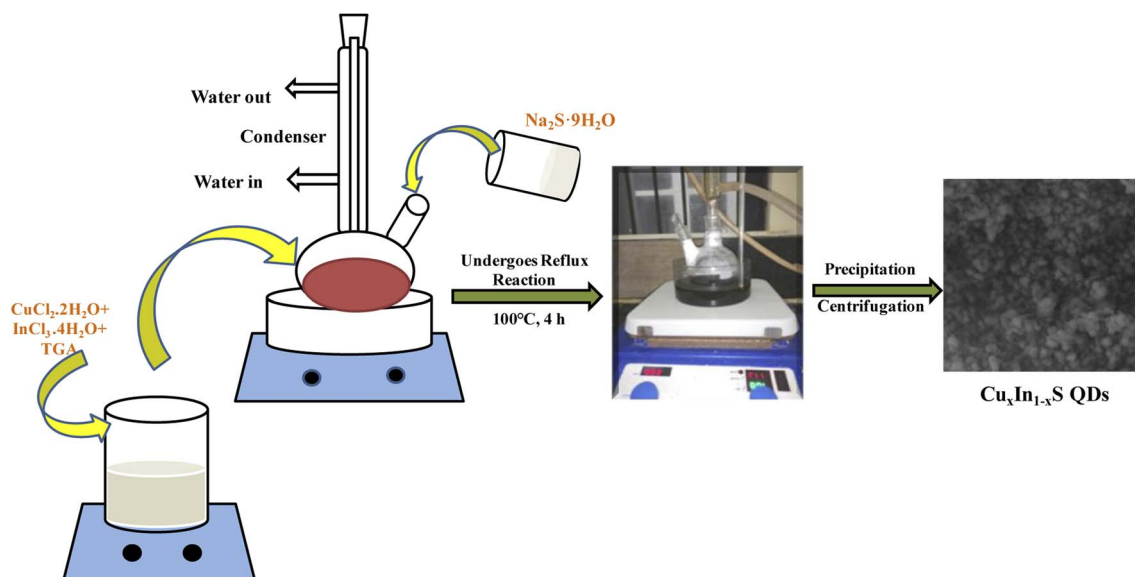 Water out
Condenser
Water in
Na₂S·9H₂O
CuCl₂.2H₂O+
InCl₃.4H₂O+
TGA
Undergoes Reflux
Reaction
100°C, 4 h
Precipitation
Centrifugation
CuₓIn₁₋ₓS QDs